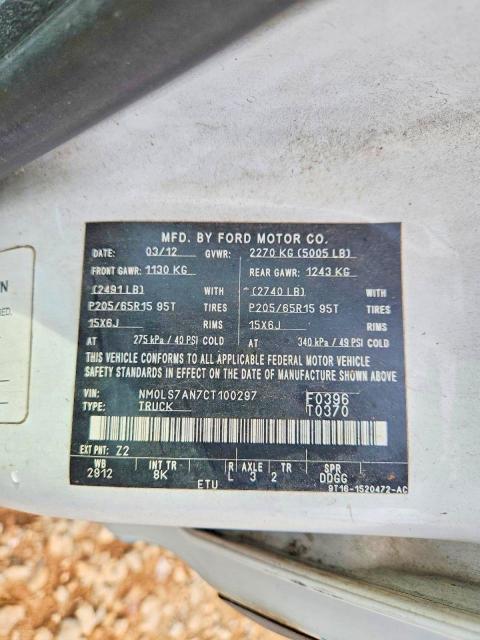 MFD. BY FORD MOTOR CO.
DATE: 03/12 GVWR: 2270 KG (5005 LB)
FRONT GAWR: 1130 KG REAR GAWR: 1243 KG
(2491 LB) WITH (2740 LB) WITH
P205/65R15 95T TIRES P205/65R15 95T TIRES
15X6J RIMS 15X6J RIMS
AT 275 kPa / 40 PSI AT 340 kPa / 49 PSI
THIS VEHICLE CONFORMS TO ALL APPLICABLE FEDERAL MOTOR VEHICLE
SAFETY STANDARDS IN EFFECT ON THE DATE OF MANUFACTURE SHOWN ABOVE.
VIN: NM0LS7AN7CT100297 F0396
TYPE: TRUCK T0370
EXT PNT: Z2
WB INT TR R AXLE TR SPR
2912 8K L 3 2 DDGG
ETU 9T16-1520472-AC